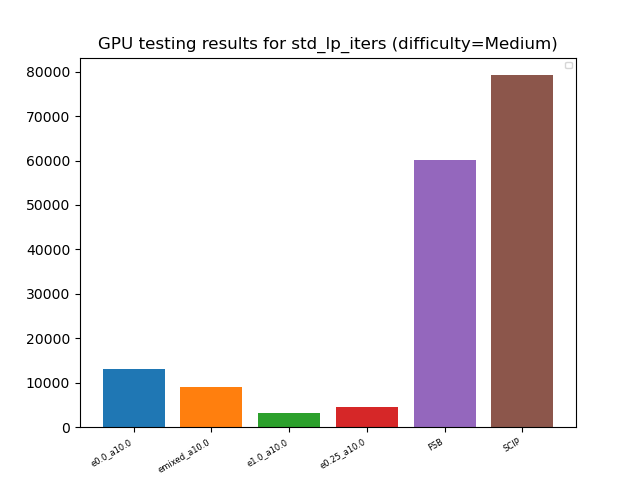 GPU testing results for std_lp_iters (difficulty=Medium)
80000
70000
60000
50000
40000
30000
20000
10000
0
e0.0_a10.0
emixed_a10.0
e1.0_a10.0
e0.25_a10.0
FSB
SCIP